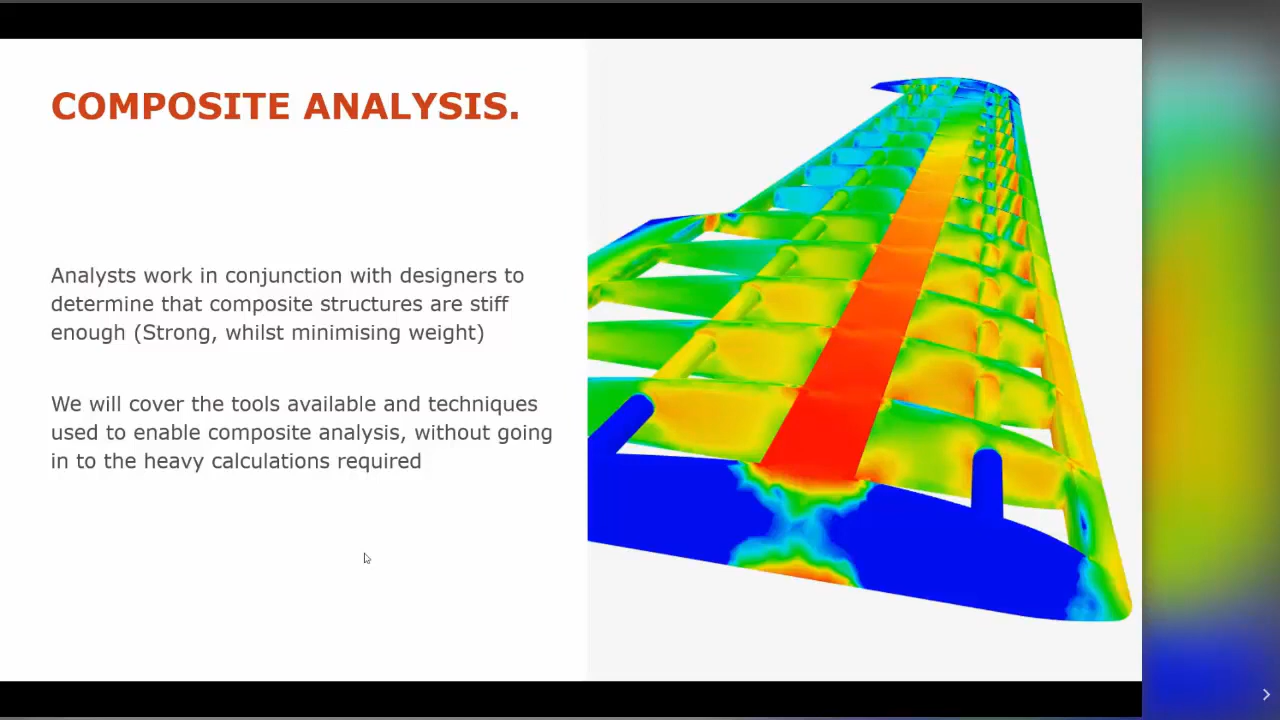 COMPOSITE ANALYSIS.
Analysts work in conjunction with designers to
determine that composite structures are stiff
enough (Strong, whilst minimising weight)
We will cover the tools available and techniques
used to enable composite analysis, without going
in to the heavy calculations required